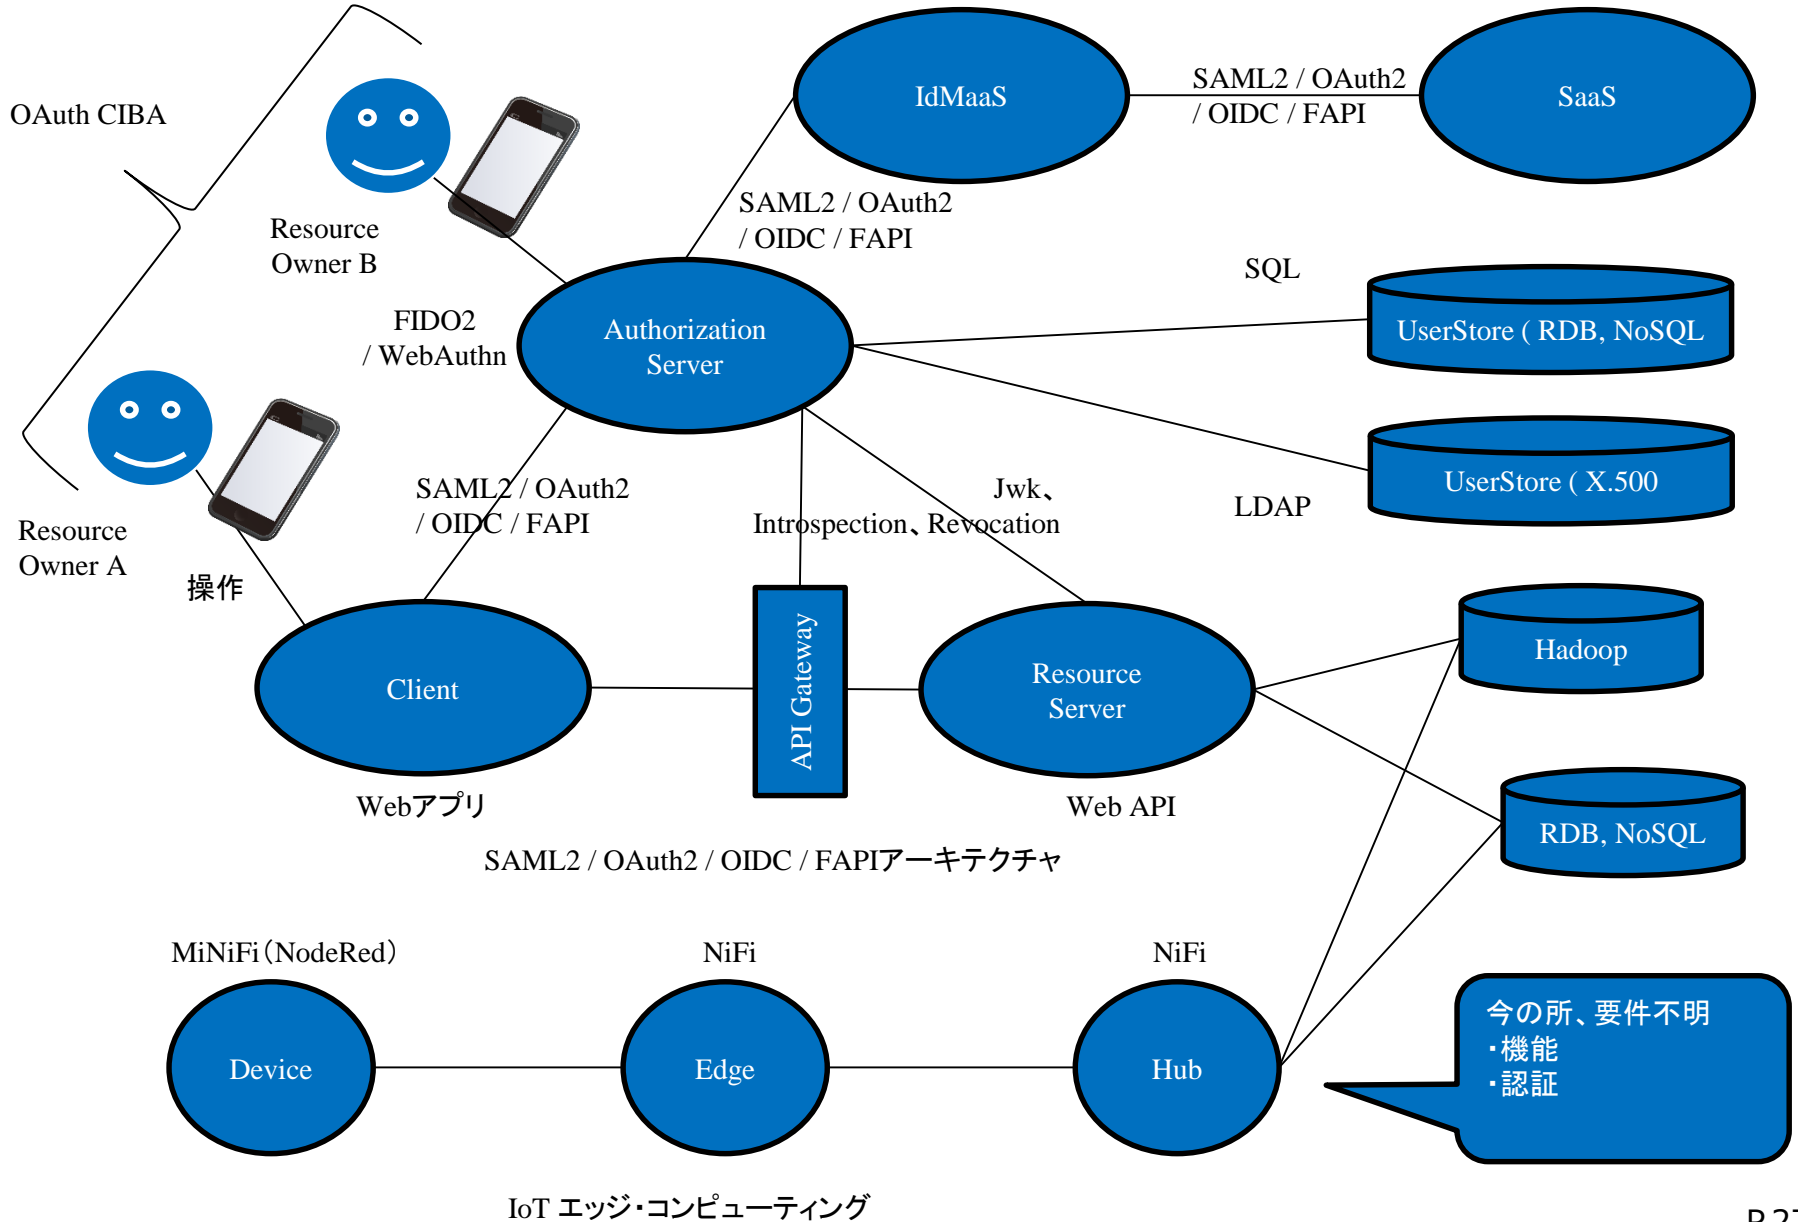 OAuth CIBA
IdMaaS
SAML2 / OAuth2
/ OIDC / FAPI
SaaS
Resource
Owner B
SAML2 / OAuth2
/ OIDC / FAPI
SQL
FIDO2
/ WebAuthn
Authorization
Server
UserStore ( RDB, NoSQL
SAML2 / OAuth2
/ OIDC / FAPI
Jwk、
Introspection、Revocation
LDAP
UserStore ( X.500
Resource
Owner A
操作
Client
API Gateway
Resource
Server
Hadoop
Webアプリ
Web API
RDB, NoSQL
SAML2 / OAuth2 / OIDC / FAPIアーキテクチャ
MiNiFi（NodeRed）
NiFi
NiFi
Device
Edge
Hub
今の所、要件不明
・機能
・認証
IoT エッジ・コンピューティング